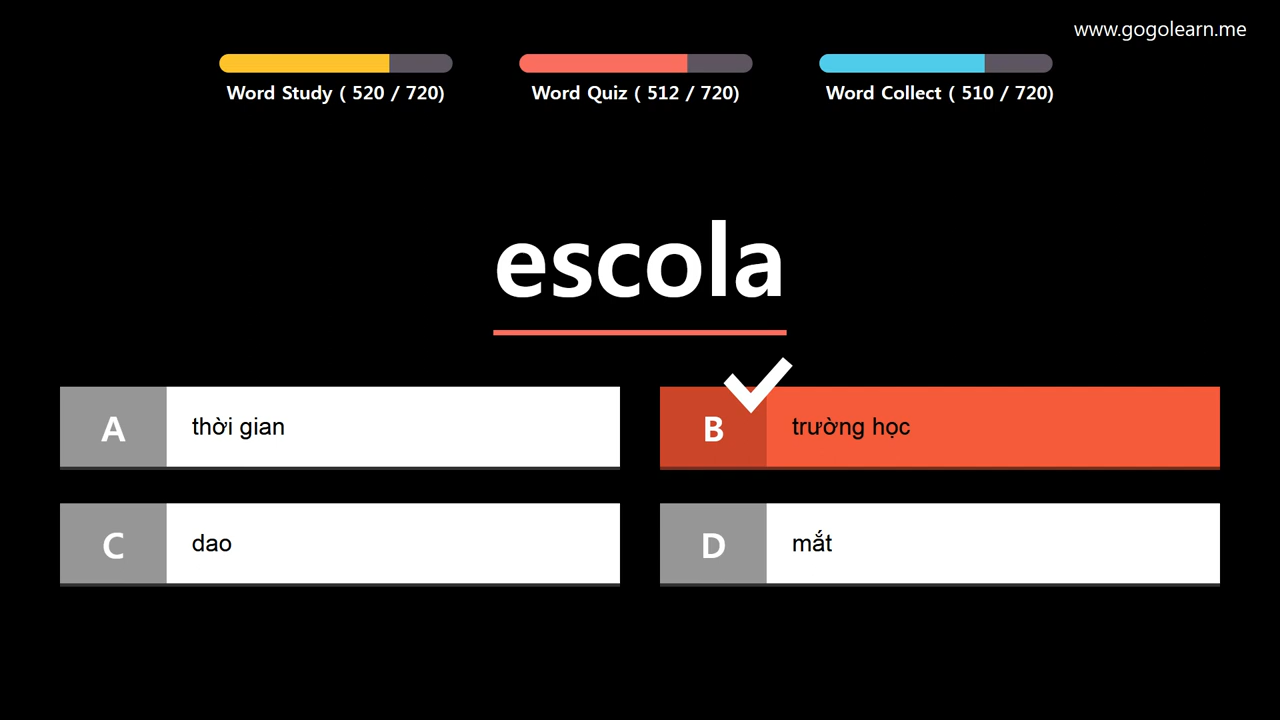 www.gogolearn.me
Word Study ( 520 / 720)
Word Quiz ( 512 / 720)
Word Collect ( 510 / 720)
escola
A
thời gian
B
trường học
C
dao
D
mắt